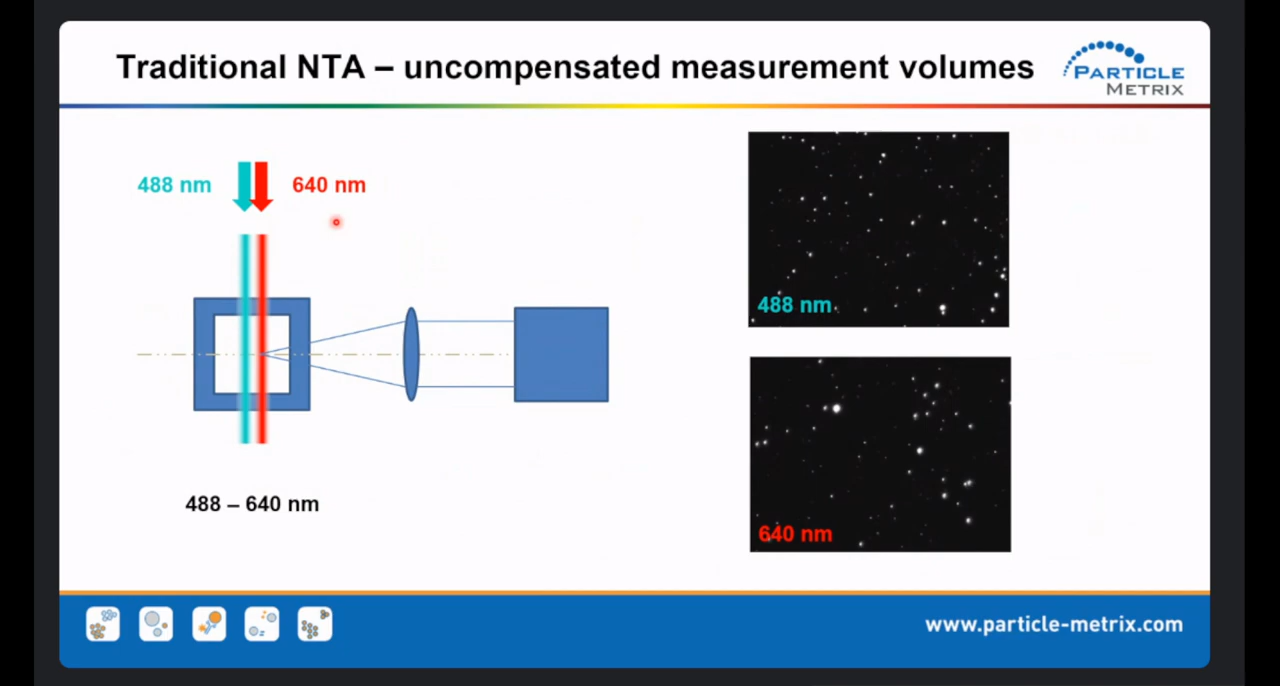 Traditional NTA – uncompensated measurement volumes
PARTICLE
METRIX
488 nm
640 nm
488 – 640 nm
488 nm
640 nm
www.particle-metrix.com